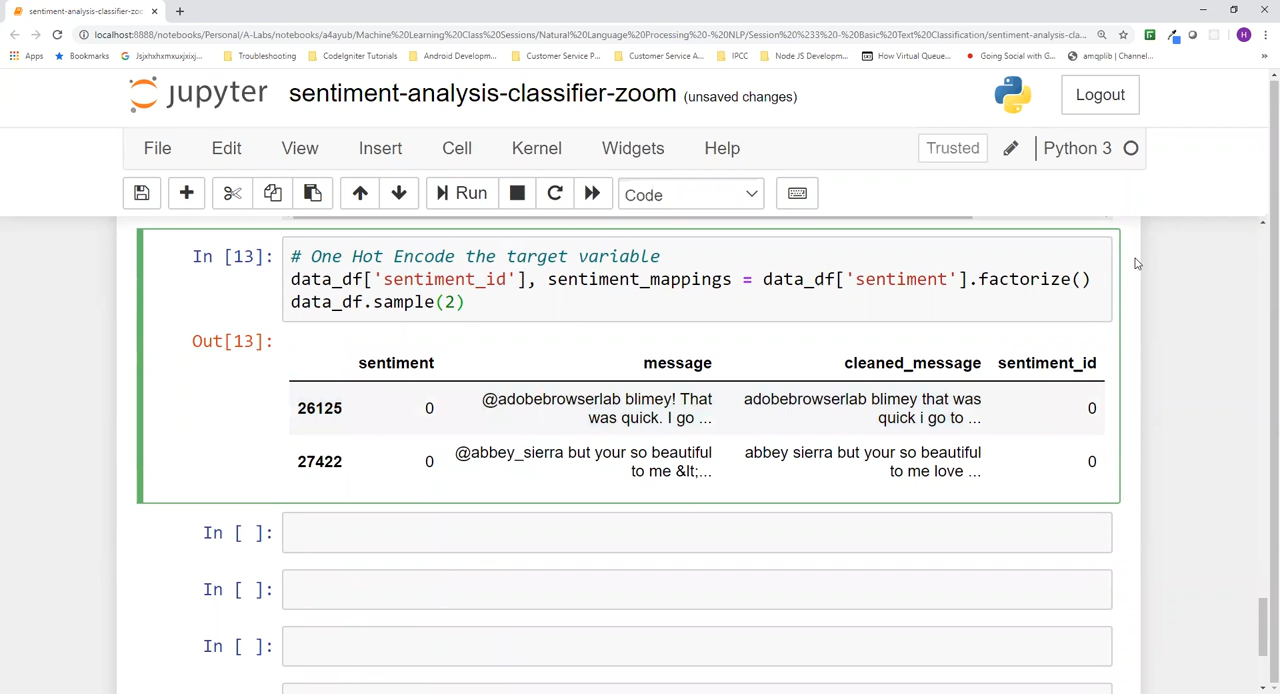 sentiment-analysis-classifier-zoo
localhost:8888/notebooks/Personal/A-Labs/notebooks/a4ayub/Machine%20Learning%20Class%20Sessions/Natural%20Language%20Processing%20-%20NLP/Session%20%233%20-%20Basic%20Text%20Classification/sentiment-analysis-cla...
H
Apps Bookmarks Jsjxhxmxuxjxixj... Troubleshooting CodeIgniter Tutorials Android Developm... Customer Service P... Customer Service A... IPCC Node JS Developm... How Virtual Queue... Going Social with G... amqplib | Channel... »
jupyter sentiment-analysis-classifier-zoom (unsaved changes) Logout
File Edit View Insert Cell Kernel Widgets Help Trusted Python 3
Run Code
In [13]: # One Hot Encode the target variable
data_df['sentiment_id'], sentiment_mappings = data_df['sentiment'].factorize()
data_df.sample(2)
Out[13]:
sentiment message cleaned_message sentiment_id
26125 0 @adobebrowserlab blimey! That was quick. I go ... adobebrowserlab blimey that was quick i go to ... 0
27422 0 @abbey_sierra but your so beautiful to me &lt;... abbey sierra but your so beautiful to me love ... 0
In [ ]:
In [ ]:
In [ ]: